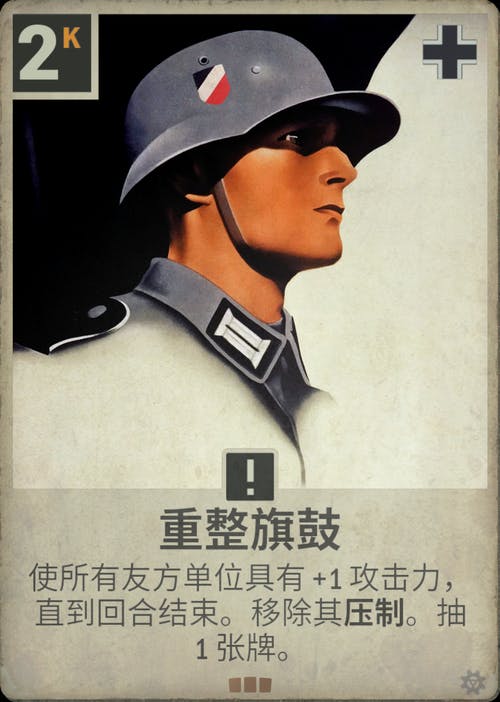 2K
!
重整旗鼓
使所有友方单位具有 +1 攻击力，
直到回合结束。移除其压制。抽
1 张牌。